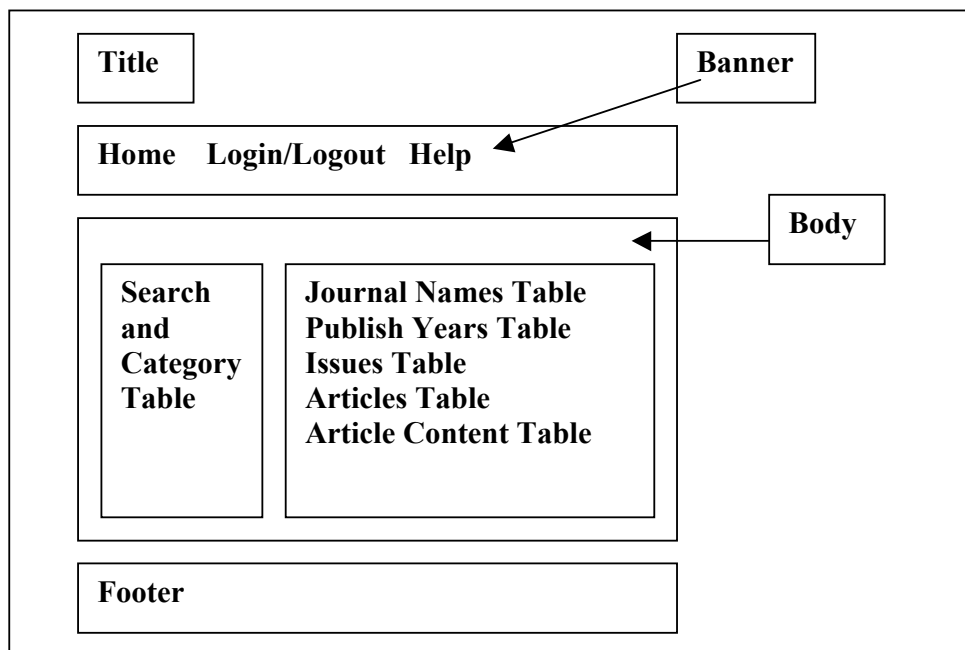 Title
Banner
Home Login/Logout Help
Body
Search
and
Category
Table
Journal Names Table
Publish Years Table
Issues Table
Articles Table
Article Content Table
Footer